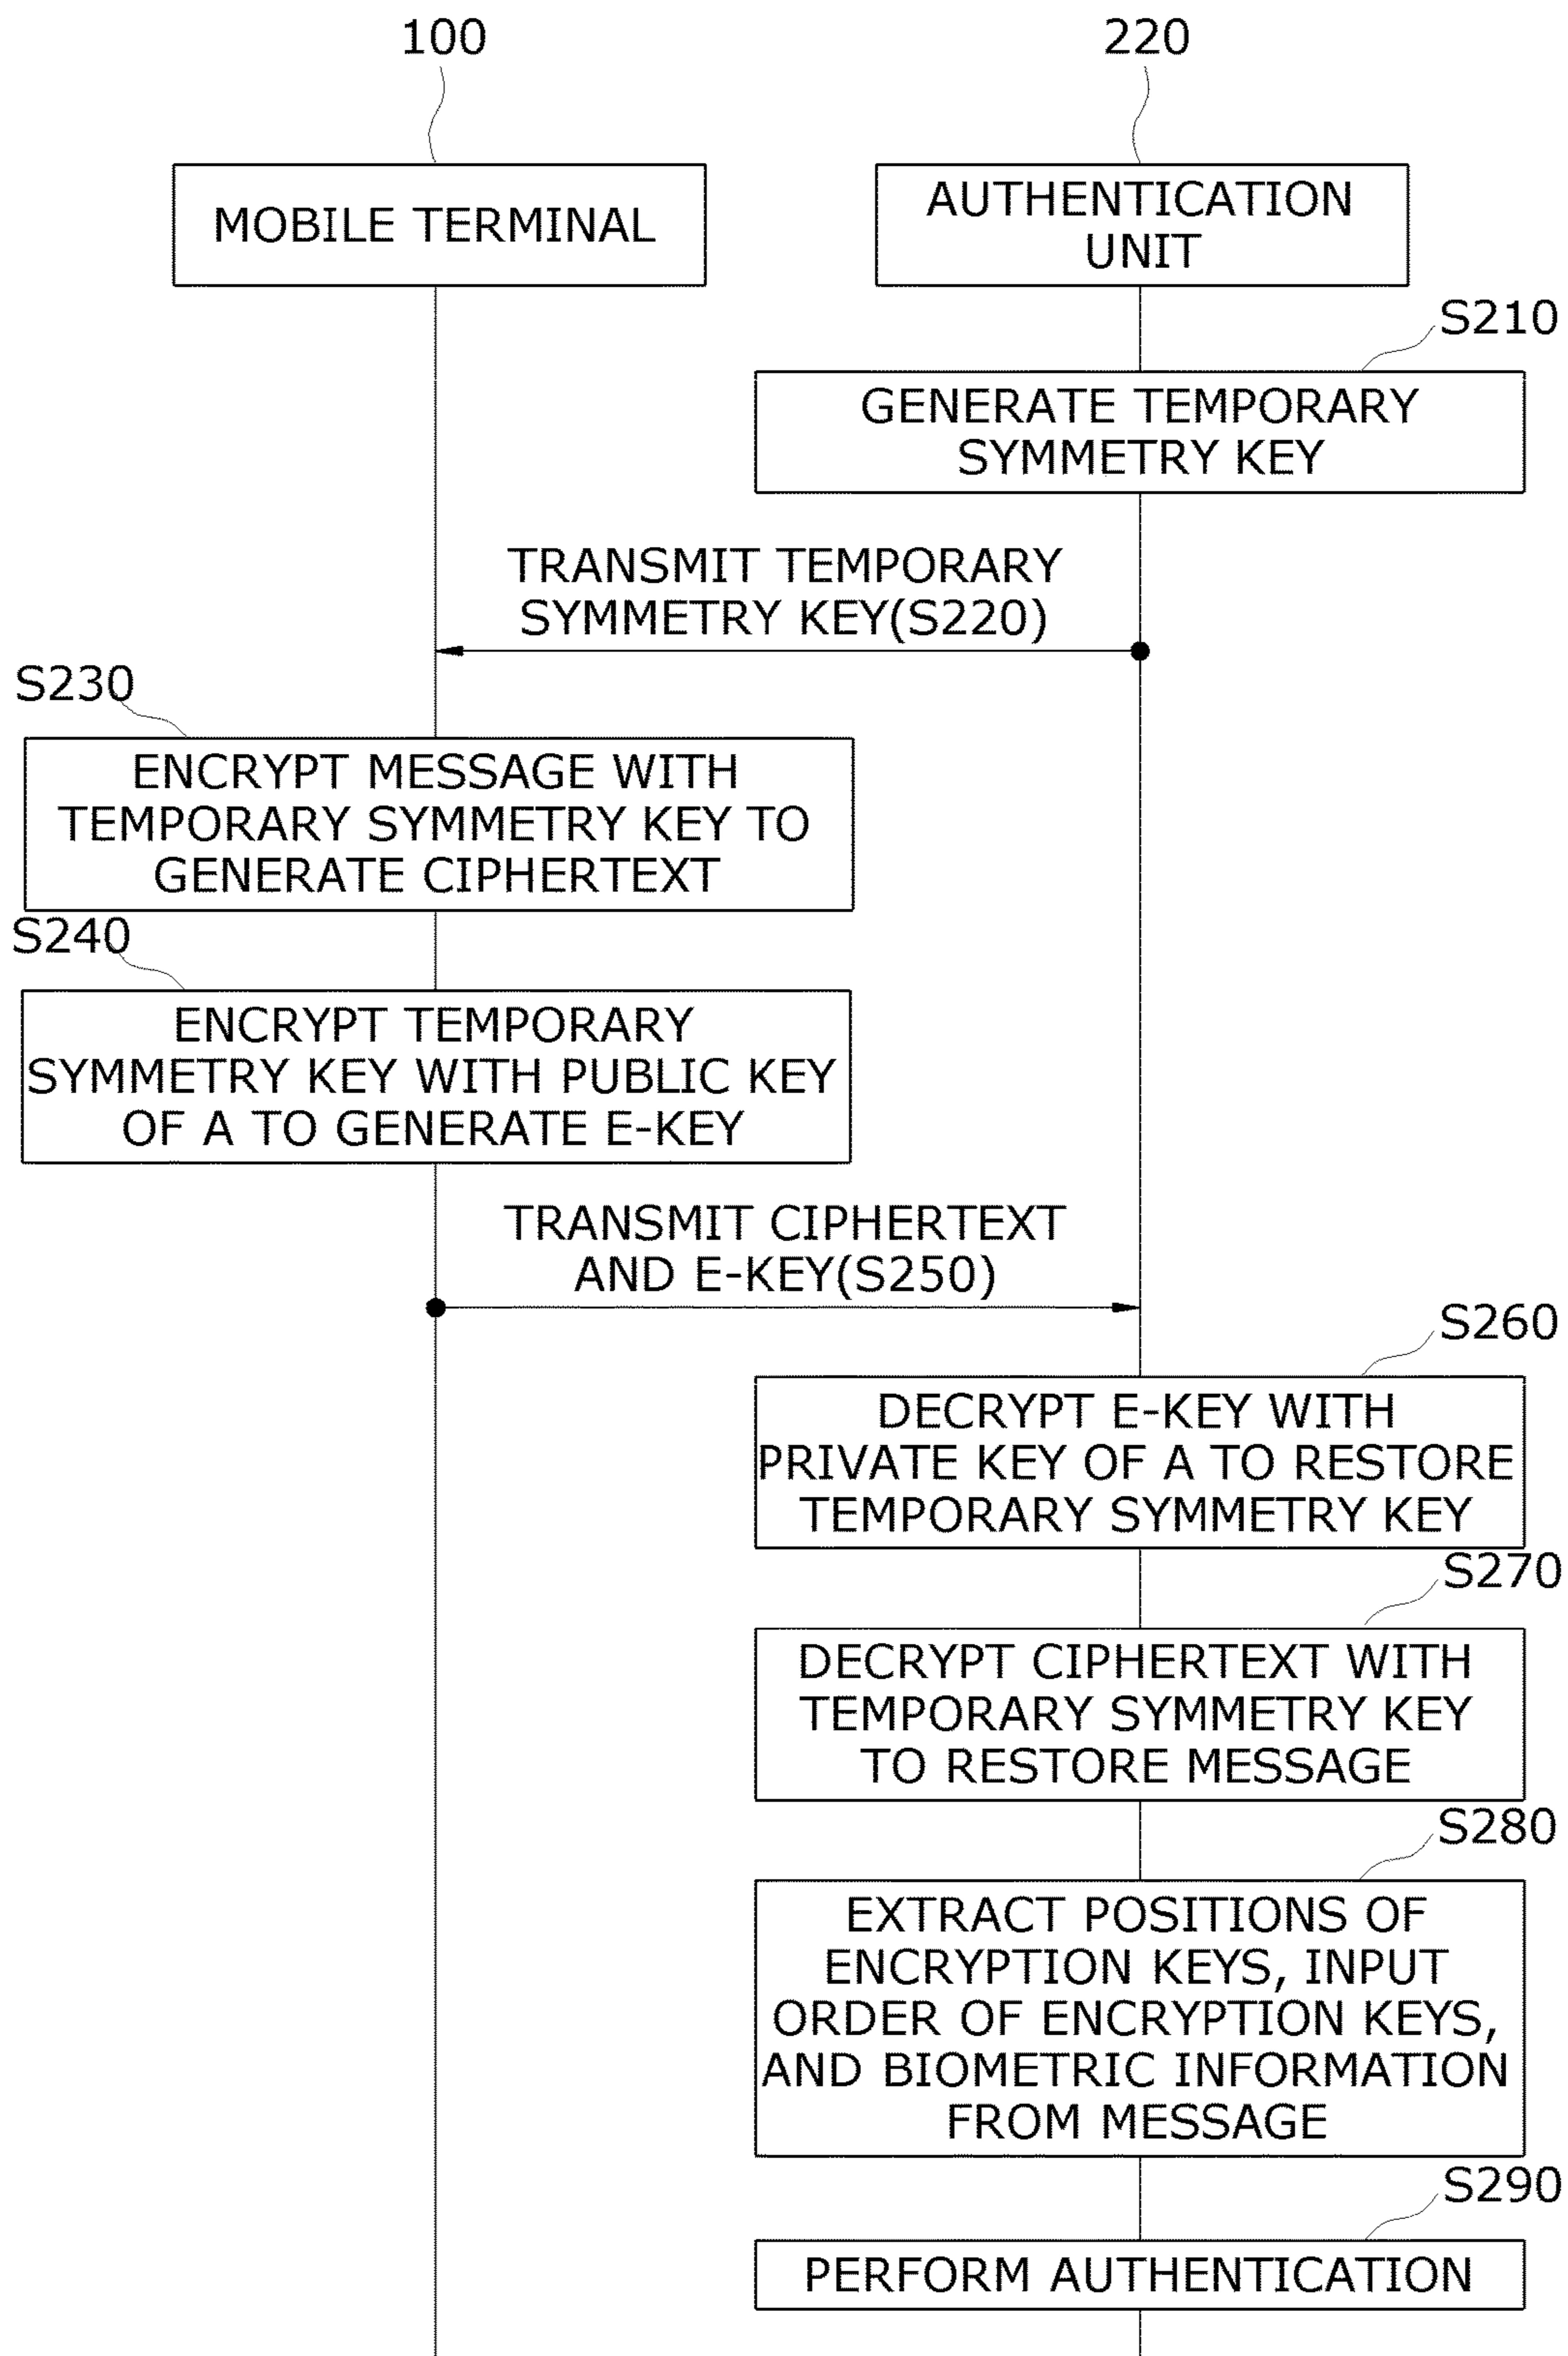 100
220
MOBILE TERMINAL
AUTHENTICATION
UNIT
S210
GENERATE TEMPORARY
SYMMETRY KEY
TRANSMIT TEMPORARY
SYMMETRY KEY(S220)
S230
ENCRYPT MESSAGE WITH
TEMPORARY SYMMETRY KEY TO
GENERATE CIPHERTEXT
S240
ENCRYPT TEMPORARY
SYMMETRY KEY WITH PUBLIC KEY
OF A TO GENERATE E-KEY
TRANSMIT CIPHERTEXT
AND E-KEY(S250)
S260
DECRYPT E-KEY WITH
PRIVATE KEY OF A TO RESTORE
TEMPORARY SYMMETRY KEY
S270
DECRYPT CIPHERTEXT WITH
TEMPORARY SYMMETRY KEY
TO RESTORE MESSAGE
S280
EXTRACT POSITIONS OF
ENCRYPTION KEYS, INPUT
ORDER OF ENCRYPTION KEYS,
AND BIOMETRIC INFORMATION
FROM MESSAGE
S290
PERFORM AUTHENTICATION